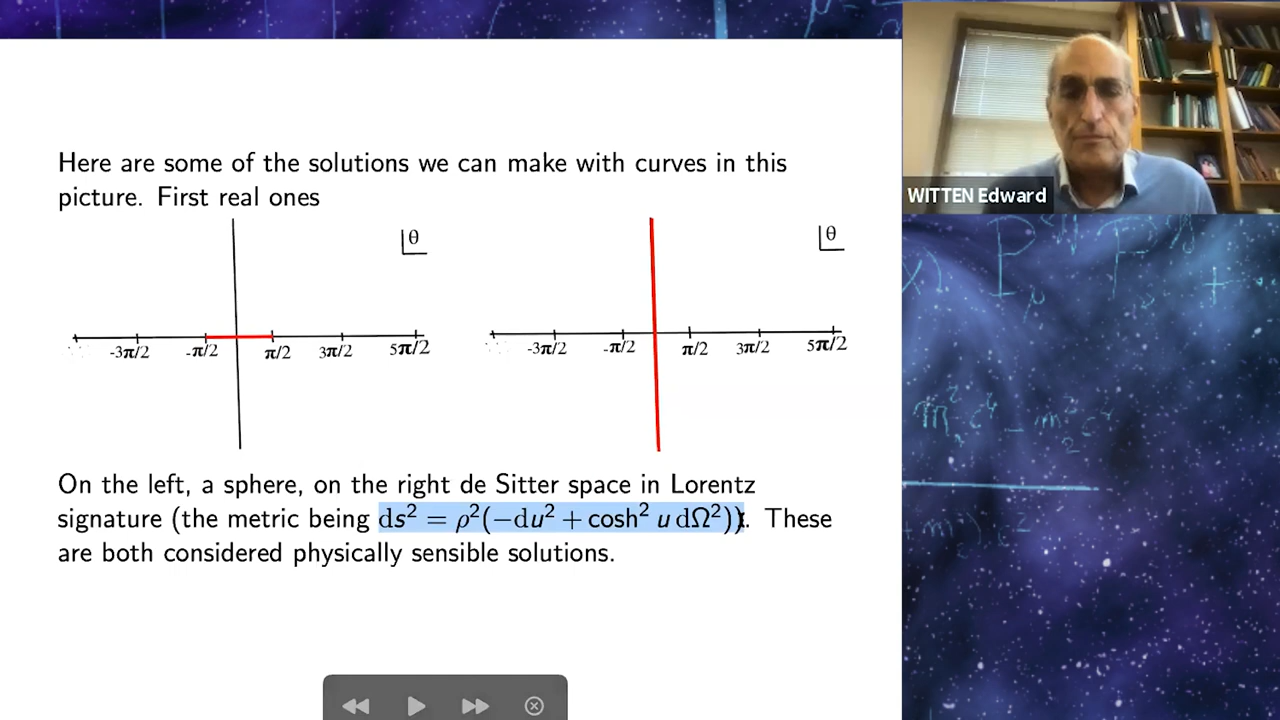 Here are some of the solutions we can make with curves in this
picture. First real ones
θ
-3π/2 -π/2 π/2 3π/2 5π/2
θ
-3π/2 -π/2 π/2 3π/2 5π/2
On the left, a sphere, on the right de Sitter space in Lorentz
signature (the metric being ds² = ρ²(−du² + cosh² u dΩ²)). These
are both considered physically sensible solutions.
WITTEN Edward